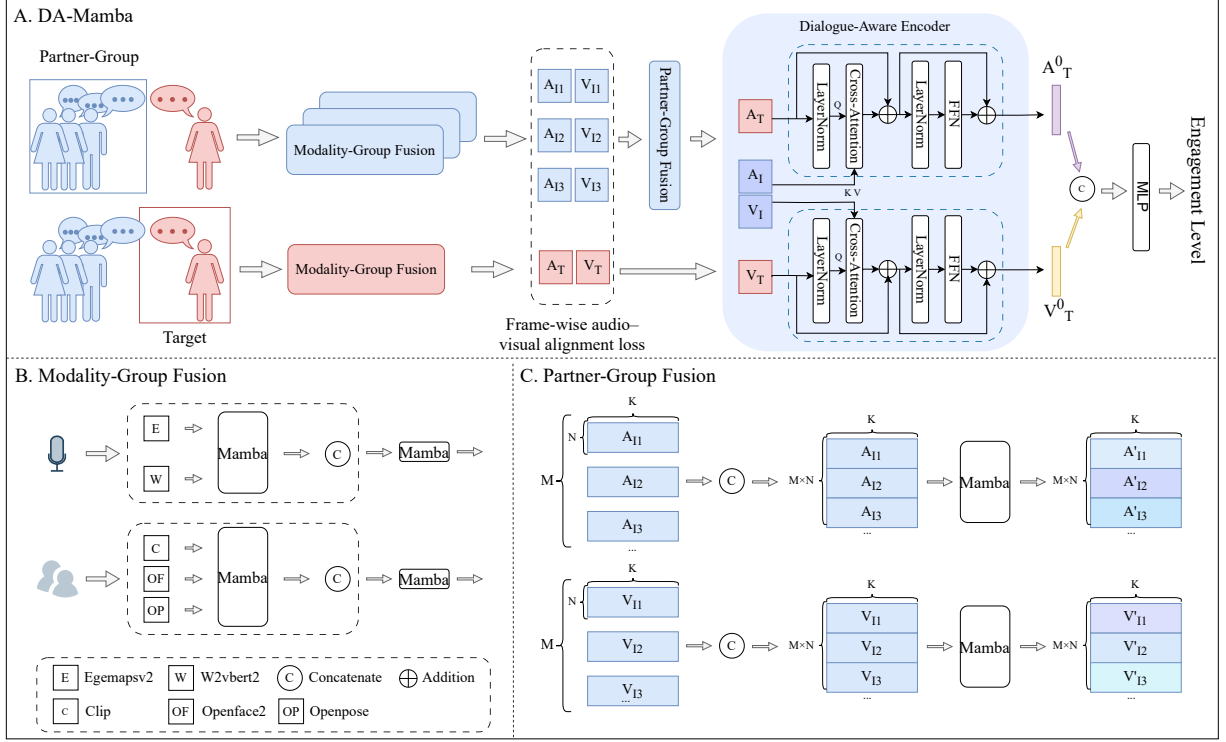 A. DA-Mamba
Partner-Group
Modality-Group Fusion
A_I1 V_I1
A_I2 V_I2
A_I3 V_I3
Partner-Group Fusion
Target
Modality-Group Fusion
A_T V_T
Frame-wise audio–
visual alignment loss
Dialogue-Aware Encoder
A_T
LayerNorm
Q
Cross-Attention
LayerNorm
FFN
A_I
K V
V_I
V_T
LayerNorm
Q
Cross-Attention
LayerNorm
FFN
A^0_T
C
V^0_T
MLP
Engagement Level
B. Modality-Group Fusion
E
W
Mamba
C
Mamba
C
OF
OP
Mamba
C
Mamba
E Egemapsv2
W W2vbert2
C Concatenate
Addition
C Clip
OF Openface2
OP Openpose
C. Partner-Group Fusion
K
N
M
A_I1
A_I2
A_I3
...
C
K
M×N
A_I1
A_I2
A_I3
...
Mamba
K
M×N
A'_I1
A'_I2
A'_I3
...
K
N
M
V_I1
V_I2
V_I3
...
C
K
M×N
V_I1
V_I2
V_I3
...
Mamba
K
M×N
V'_I1
V'_I2
V'_I3
...